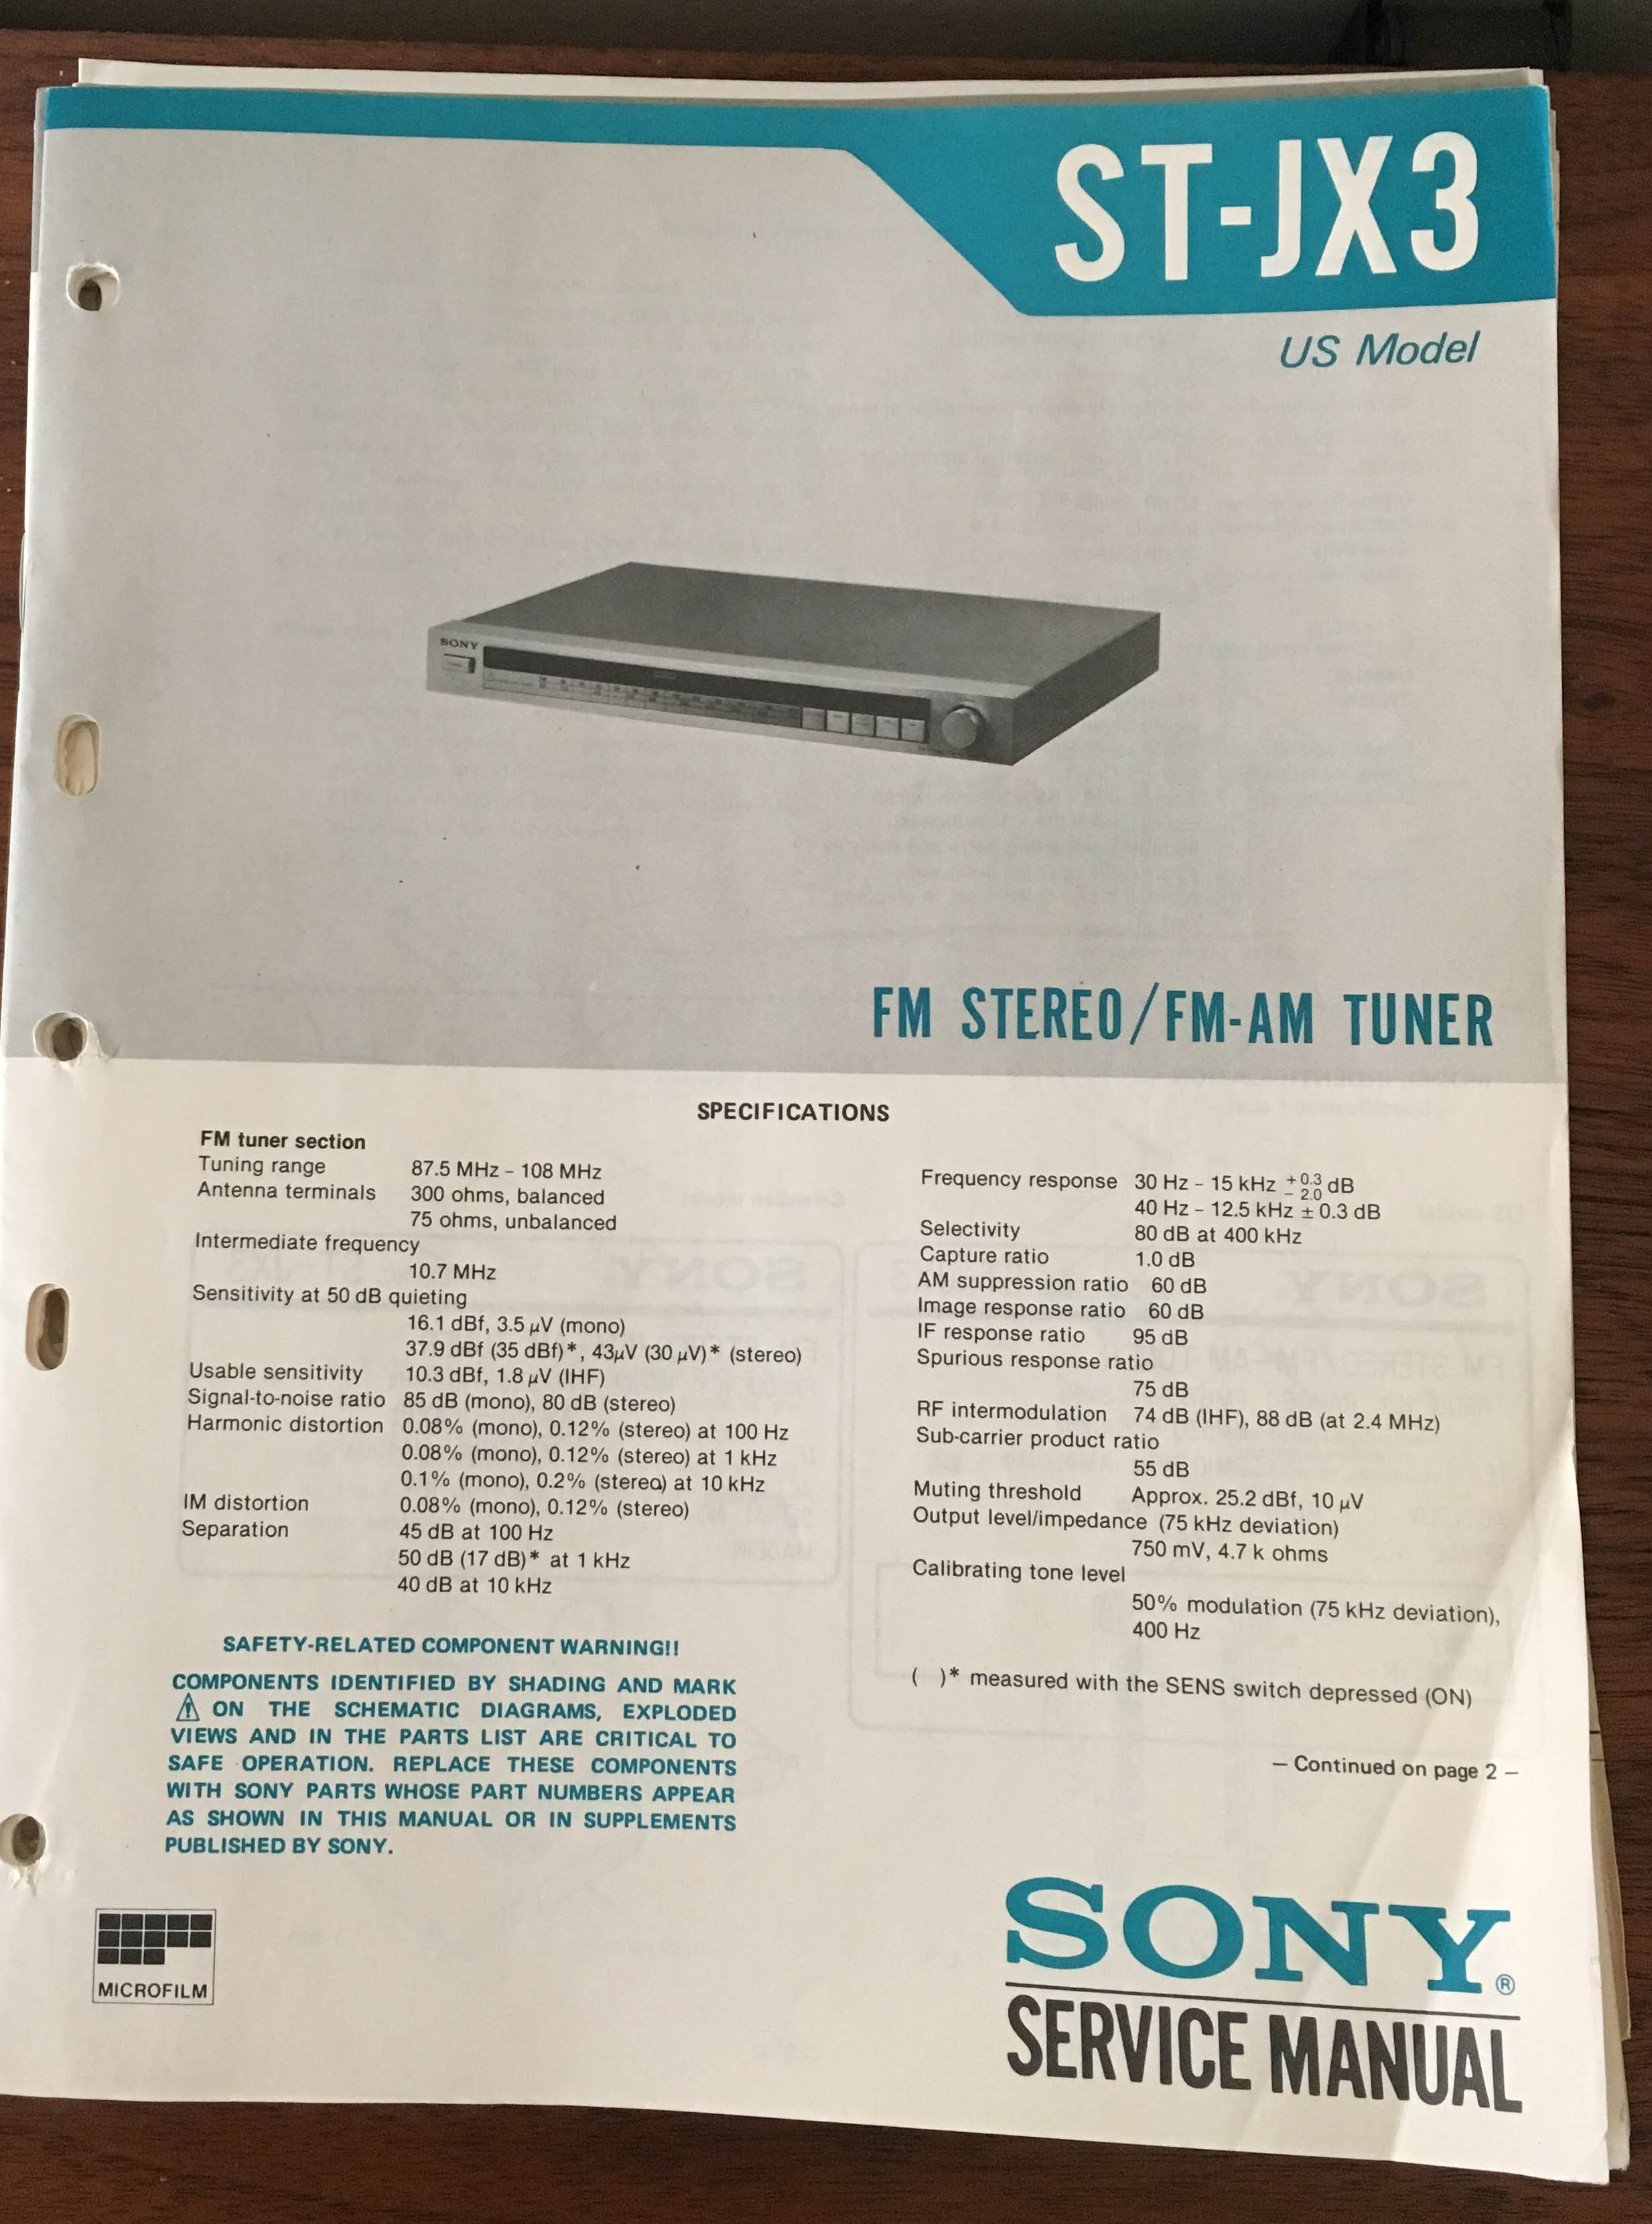 ST-JX3
US Model
SONY
FM STEREO/FM-AM TUNER
SPECIFICATIONS
FM tuner section
Tuning range 87.5 MHz – 108 MHz
Antenna terminals 300 ohms, balanced
75 ohms, unbalanced
Intermediate frequency
10.7 MHz
Sensitivity at 50 dB quieting
16.1 dBf, 3.5 μV (mono)
37.9 dBf (35 dBf)*, 43μV (30 μV)* (stereo)
Usable sensitivity 10.3 dBf, 1.8 μV (IHF)
Signal-to-noise ratio 85 dB (mono), 80 dB (stereo)
Harmonic distortion 0.08% (mono), 0.12% (stereo) at 100 Hz
0.08% (mono), 0.12% (stereo) at 1 kHz
0.1% (mono), 0.2% (stereo) at 10 kHz
IM distortion 0.08% (mono), 0.12% (stereo)
Separation 45 dB at 100 Hz
50 dB (17 dB)* at 1 kHz
40 dB at 10 kHz
Frequency response 30 Hz – 15 kHz +0.3 –2.0 dB
40 Hz – 12.5 kHz ± 0.3 dB
Selectivity 80 dB at 400 kHz
Capture ratio 1.0 dB
AM suppression ratio 60 dB
Image response ratio 60 dB
IF response ratio 95 dB
Spurious response ratio
75 dB
RF intermodulation 74 dB (IHF), 88 dB (at 2.4 MHz)
Sub-carrier product ratio
55 dB
Muting threshold Approx. 25.2 dBf, 10 μV
Output level/impedance (75 kHz deviation)
750 mV, 4.7 k ohms
Calibrating tone level
50% modulation (75 kHz deviation),
400 Hz
( )* measured with the SENS switch depressed (ON)
– Continued on page 2 –
SAFETY-RELATED COMPONENT WARNING!!
COMPONENTS IDENTIFIED BY SHADING AND MARK
⚠ ON THE SCHEMATIC DIAGRAMS, EXPLODED
VIEWS AND IN THE PARTS LIST ARE CRITICAL TO
SAFE OPERATION. REPLACE THESE COMPONENTS
WITH SONY PARTS WHOSE PART NUMBERS APPEAR
AS SHOWN IN THIS MANUAL OR IN SUPPLEMENTS
PUBLISHED BY SONY.
MICROFILM
SONY®
SERVICE MANUAL